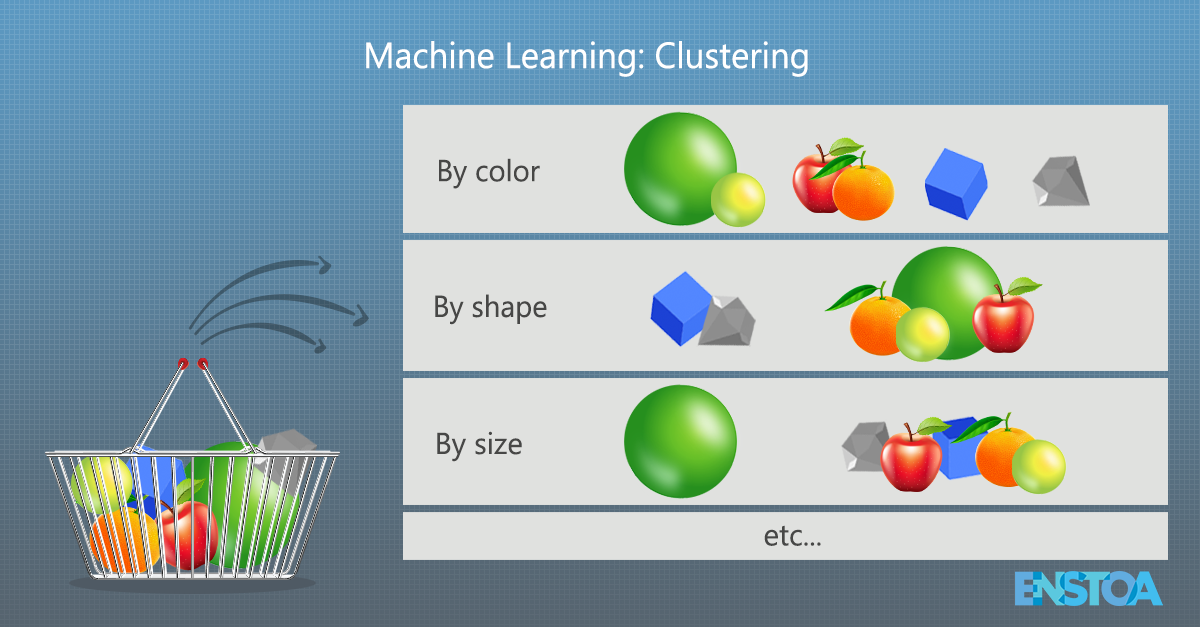 Machine Learning: Clustering
By color
By shape
By size
etc...
ENSTOA